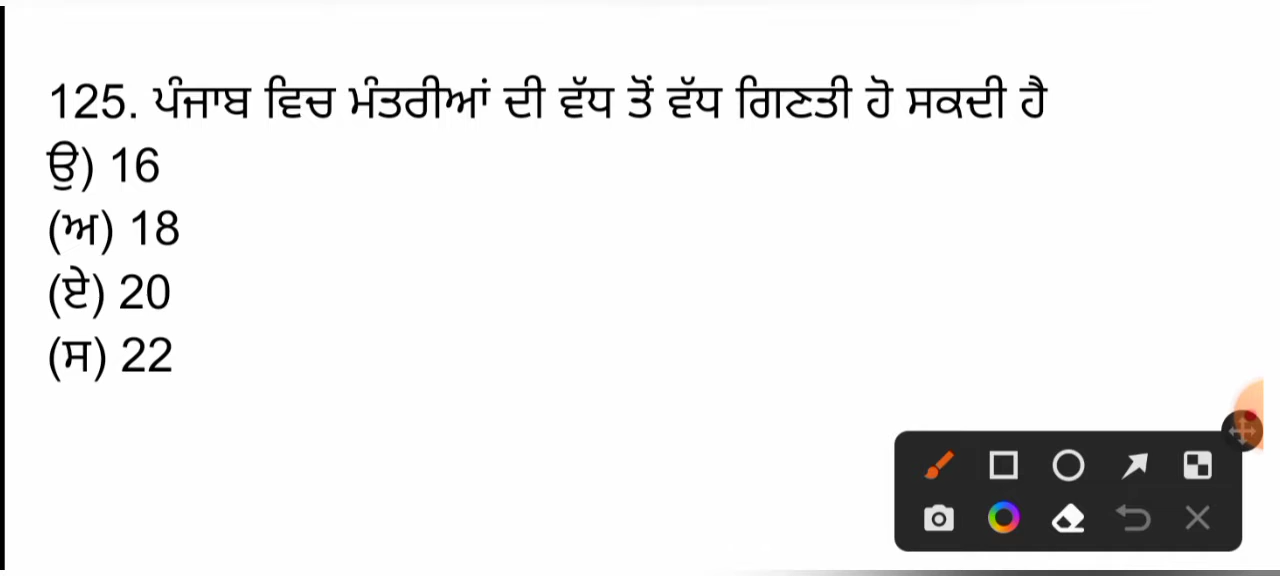 125. ਪੰਜਾਬ ਵਿਚ ਮੰਤਰੀਆਂ ਦੀ ਵੱਧ ਤੋਂ ਵੱਧ ਗਿਣਤੀ ਹੋ ਸਕਦੀ ਹੈ
ਉ) 16
(ਅ) 18
(ੲੇ) 20
(ਸ) 22